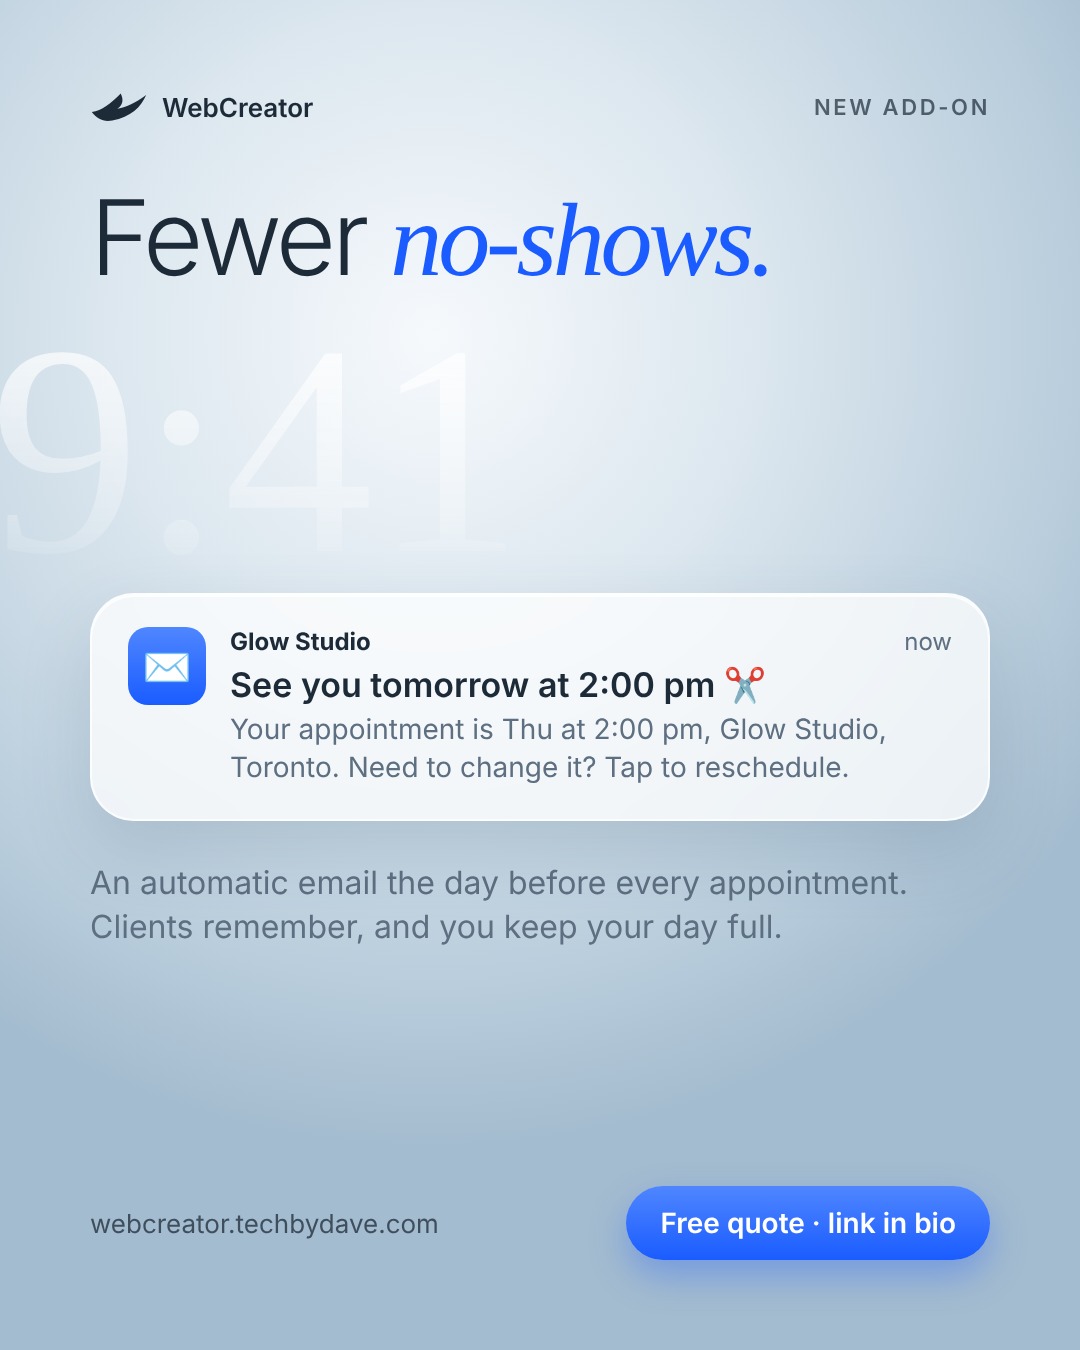 WebCreator
NEW ADD-ON
Fewer no-shows.
9:41
Glow Studio
now
See you tomorrow at 2:00 pm ✂️
Your appointment is Thu at 2:00 pm, Glow Studio,
Toronto. Need to change it? Tap to reschedule.
An automatic email the day before every appointment.
Clients remember, and you keep your day full.
webcreator.techbydave.com
Free quote · link in bio